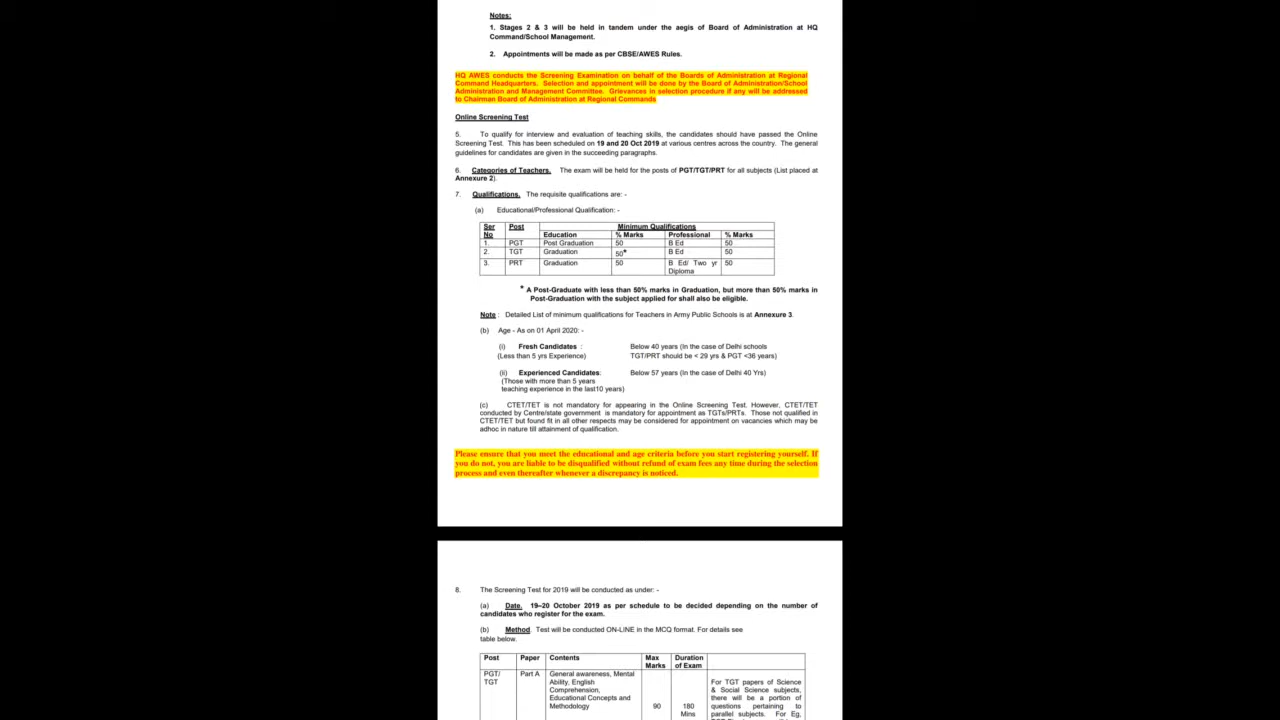 Notes:
1. Stages 2 & 3 will be held in tandem under the aegis of Board of Administration at HQ
Command/School Management.
2. Appointments will be made as per CBSE/AWES Rules.
HQ AWES conducts the Screening Examination on behalf of the Boards of Administration at Regional
Command Headquarters. Selection and appointment will be done by the Board of Administration/School
Administration and Management Committee. Grievances in selection procedure if any will be addressed
to Chairman Board of Administration at Regional Commands
Online Screening Test
5. To qualify for interview and evaluation of teaching skills, the candidates should have passed the Online
Screening Test. This has been scheduled on 19 and 20 Oct 2019 at various centres across the country. The general
guidelines for candidates are given in the succeeding paragraphs.
6. Categories of Teachers. The exam will be held for the posts of PGT/TGT/PRT for all subjects (List placed at
Annexure 2).
7. Qualifications. The requisite qualifications are: -
(a) Educational/Professional Qualification: -
Ser Post Minimum Qualifications
No Education % Marks Professional % Marks
1. PGT Post Graduation 50 B Ed 50
2. TGT Graduation 50* B Ed 50
3. PRT Graduation 50 B Ed/ Two yr 50
Diploma
* A Post-Graduate with less than 50% marks in Graduation, but more than 50% marks in
Post-Graduation with the subject applied for shall also be eligible.
Note : Detailed List of minimum qualifications for Teachers in Army Public Schools is at Annexure 3.
(b) Age - As on 01 April 2020: -
(i) Fresh Candidates : Below 40 years (In the case of Delhi schools
(Less than 5 yrs Experience) TGT/PRT should be < 29 yrs & PGT <36 years)
(ii) Experienced Candidates: Below 57 years (In the case of Delhi 40 Yrs)
(Those with more than 5 years
teaching experience in the last10 years)
(c) CTET/TET is not mandatory for appearing in the Online Screening Test. However, CTET/TET
conducted by Centre/state government is mandatory for appointment as TGTs/PRTs. Those not qualified in
CTET/TET but found fit in all other respects may be considered for appointment on vacancies which may be
adhoc in nature till attainment of qualification.
Please ensure that you meet the educational and age criteria before you start registering yourself. If
you do not, you are liable to be disqualified without refund of exam fees any time during the selection
process and even thereafter whenever a discrepancy is noticed.
8. The Screening Test for 2019 will be conducted as under: -
(a) Date. 19–20 October 2019 as per schedule to be decided depending on the number of
candidates who register for the exam.
(b) Method. Test will be conducted ON-LINE in the MCQ format. For details see
table below.
Post Paper Contents Max Duration
Marks of Exam
PGT/ Part A General awareness, Mental
TGT Ability, English For TGT papers of Science
Comprehension, & Social Science subjects,
Educational Concepts and there will be a portion of
Methodology 90 180 questions pertaining to
Mins parallel subjects. For Eg,